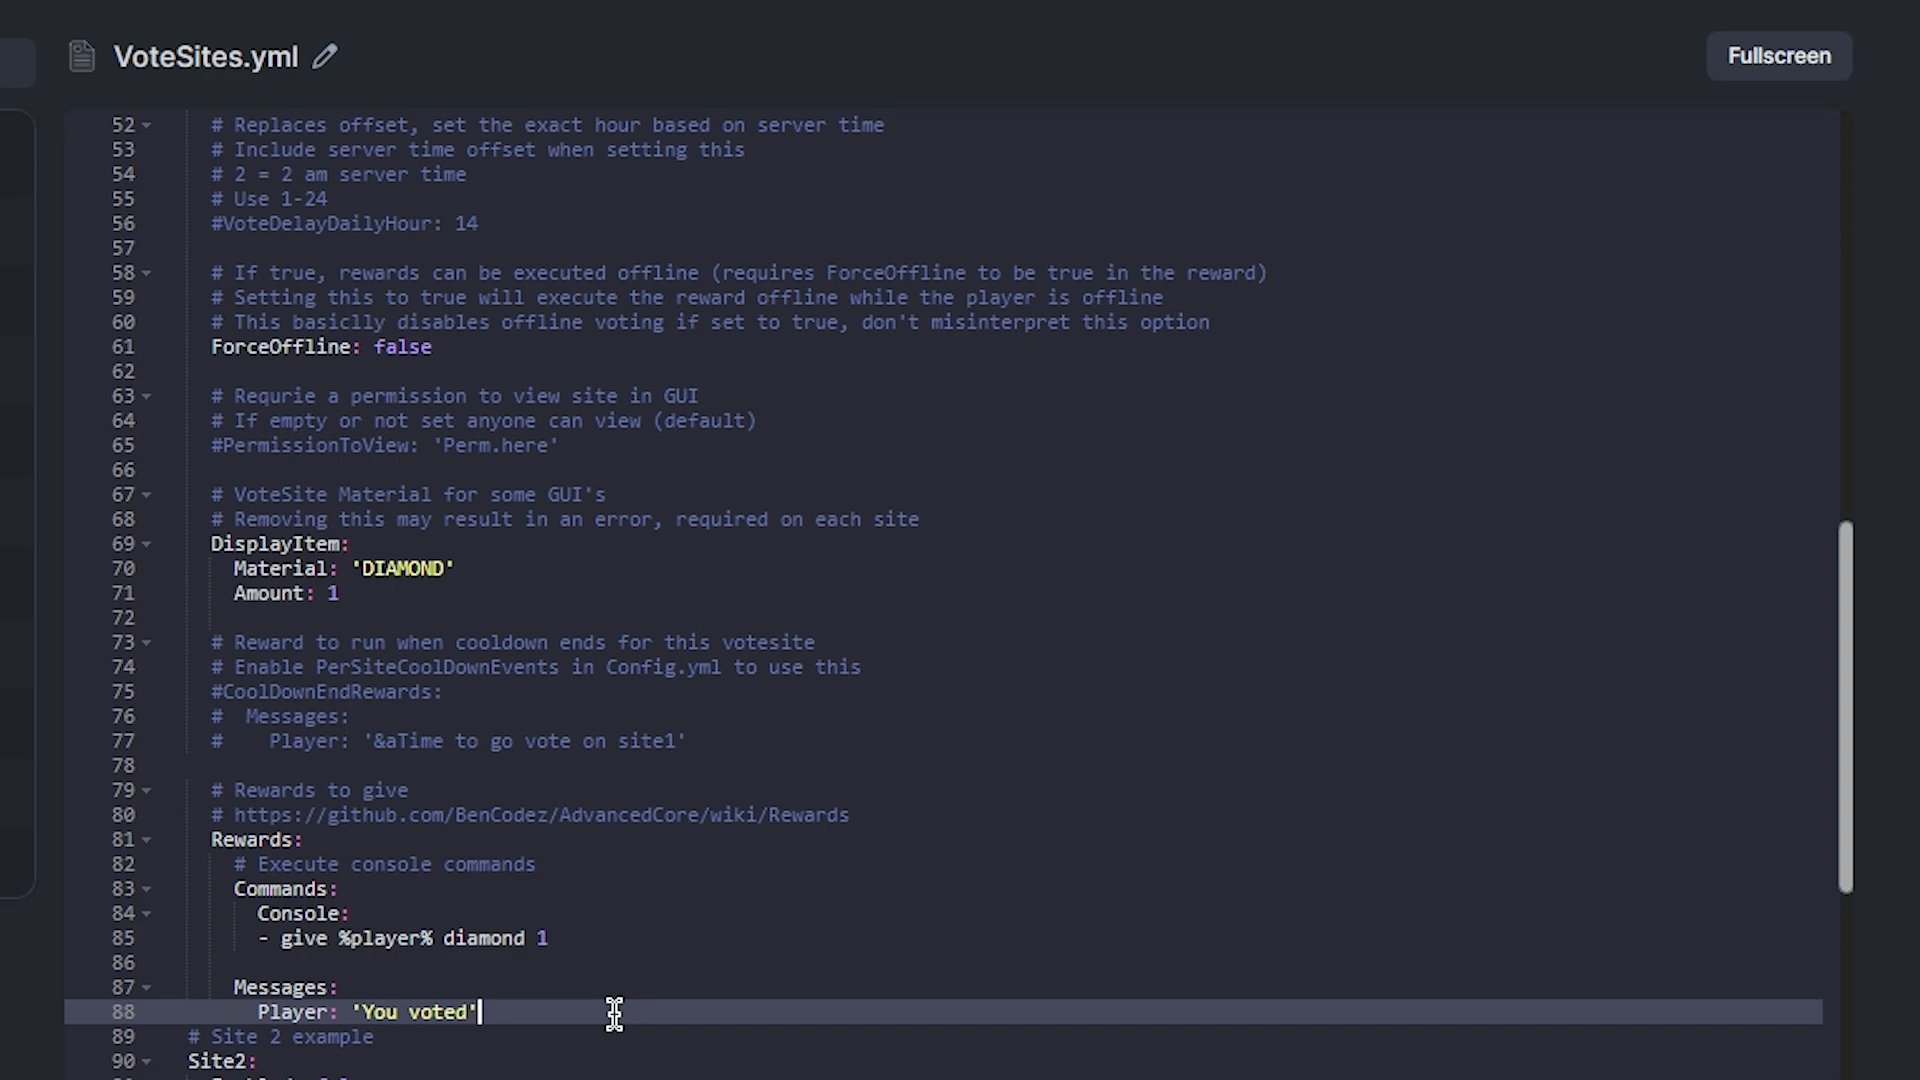 VoteSites.yml
Fullscreen
52 # Replaces offset, set the exact hour based on server time
53 # Include server time offset when setting this
54 # 2 = 2 am server time
55 # Use 1-24
56 #VoteDelayDailyHour: 14
57
58 # If true, rewards can be executed offline (requires ForceOffline to be true in the reward)
59 # Setting this to true will execute the reward offline while the player is offline
60 # This basiclly disables offline voting if set to true, don't misinterpret this option
61 ForceOffline: false
62
63 # Requrie a permission to view site in GUI
64 # If empty or not set anyone can view (default)
65 #PermissionToView: 'Perm.here'
66
67 # VoteSite Material for some GUI's
68 # Removing this may result in an error, required on each site
69 DisplayItem:
70 Material: 'DIAMOND'
71 Amount: 1
72
73 # Reward to run when cooldown ends for this votesite
74 # Enable PerSiteCoolDownEvents in Config.yml to use this
75 #CoolDownEndRewards:
76 # Messages:
77 # Player: '&aTime to go vote on site1'
78
79 # Rewards to give
80 # https://github.com/BenCodez/AdvancedCore/wiki/Rewards
81 Rewards:
82 # Execute console commands
83 Commands:
84 Console:
85 - give %player% diamond 1
86
87 Messages:
88 Player: 'You voted'
89 # Site 2 example
90 Site2: